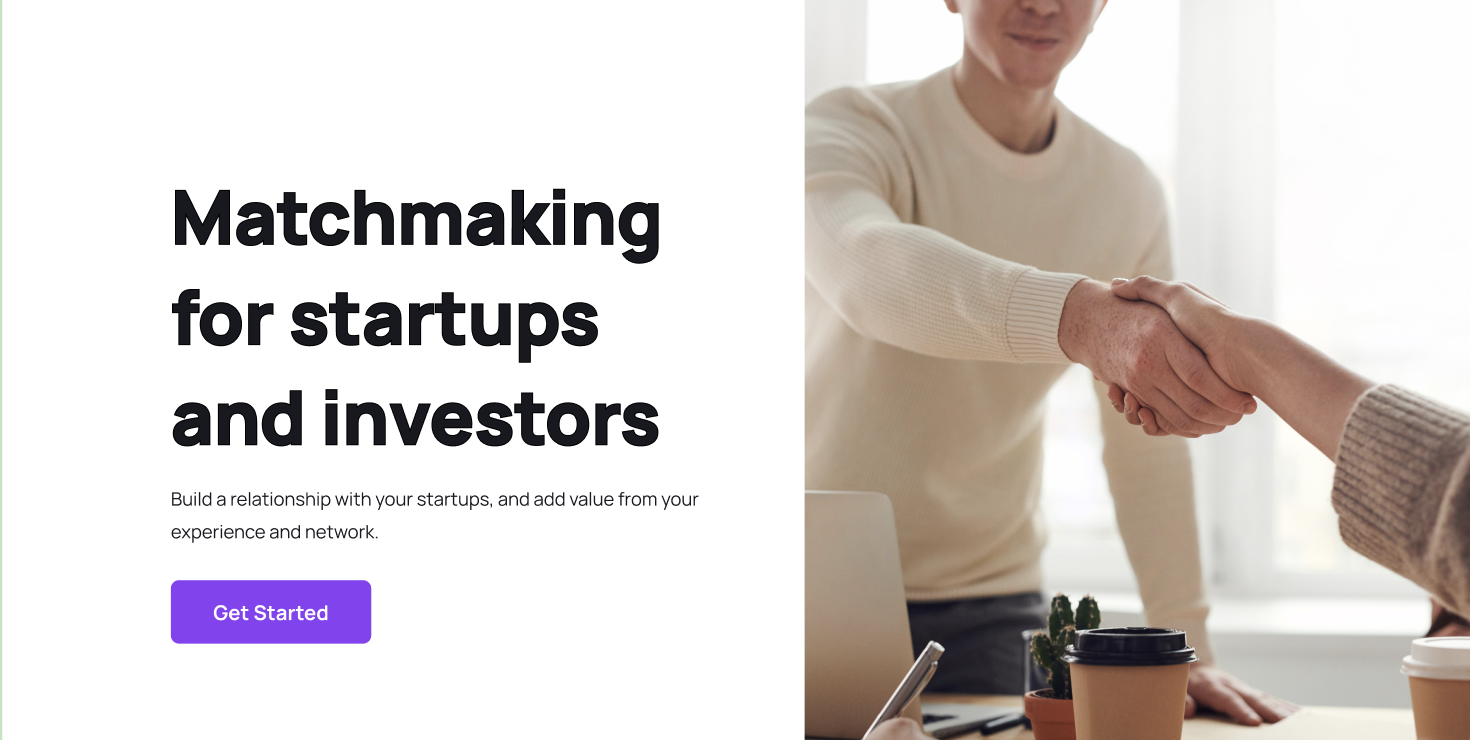 Matchmaking
for startups
and investors
Build a relationship with your startups, and add value from your
experience and network.
Get Started